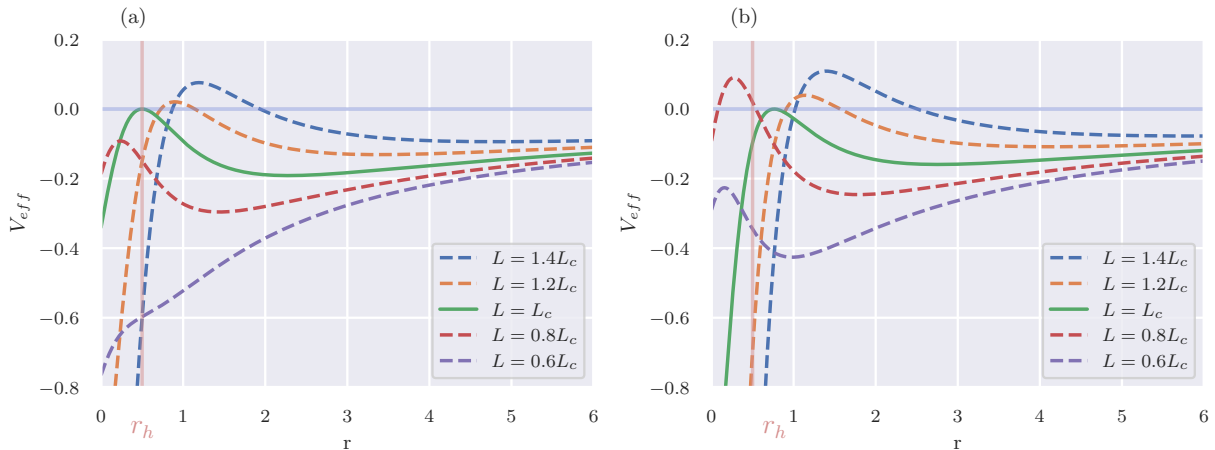 (a)
0.2
0.0
−0.2
−0.4
−0.6
−0.8
V_{eff}
0 1 2 3 4 5 6
r_h
r
L = 1.4L_c
L = 1.2L_c
L = L_c
L = 0.8L_c
L = 0.6L_c
(b)
0.2
0.0
−0.2
−0.4
−0.6
−0.8
V_{eff}
0 1 2 3 4 5 6
r_h
r
L = 1.4L_c
L = 1.2L_c
L = L_c
L = 0.8L_c
L = 0.6L_c